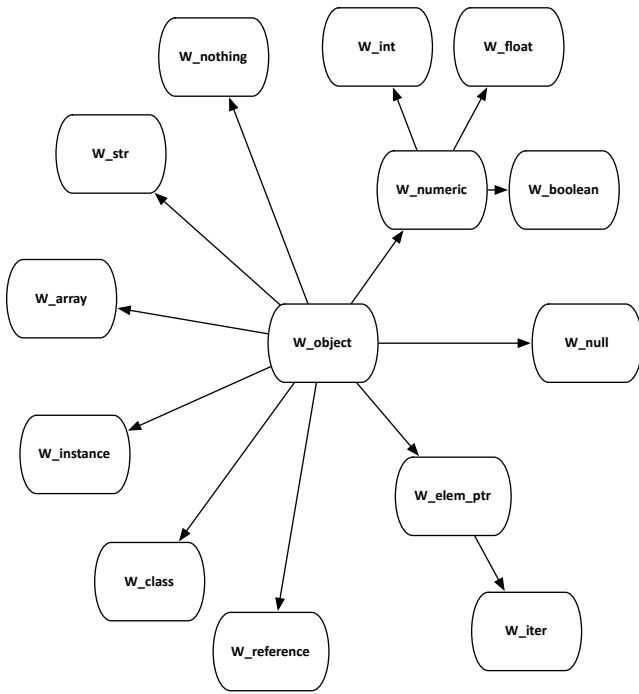 W_int
W_float
W_nothing
W_str
W_numeric
W_boolean
W_array
W_object
W_null
W_instance
W_elem_ptr
W_class
W_iter
W_reference